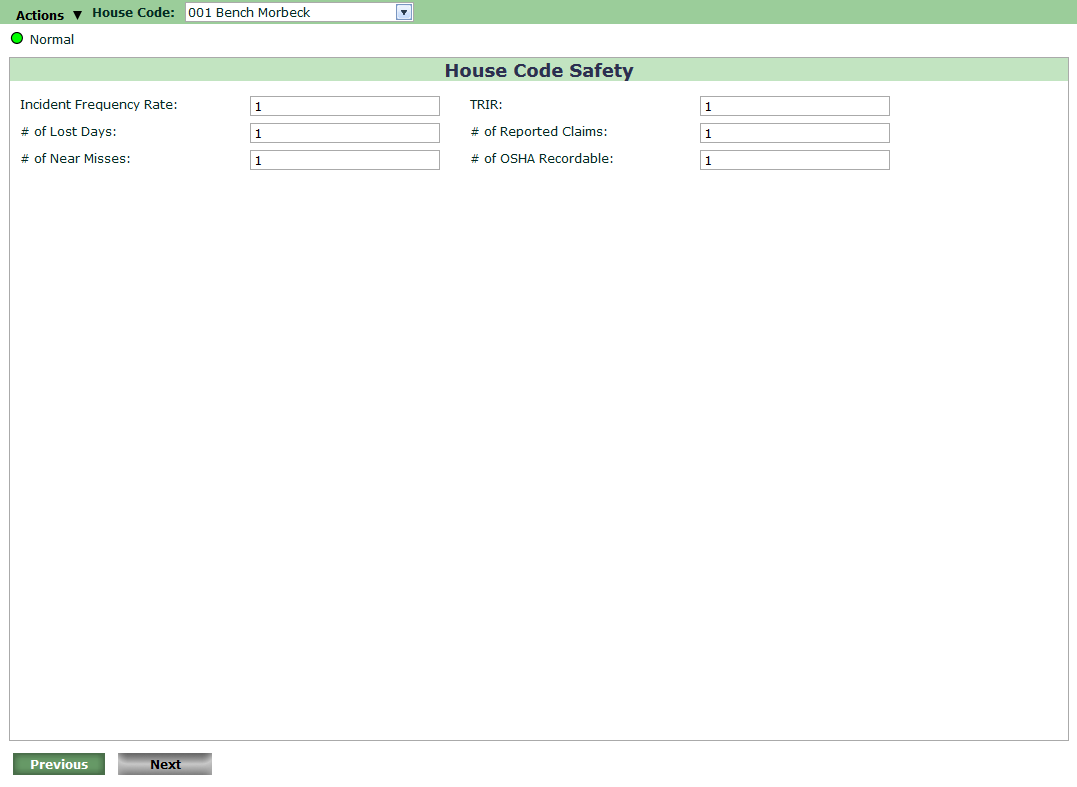 Actions ▼ House Code: 001 Bench Morbeck
Normal
House Code Safety
Incident Frequency Rate: 1 TRIR: 1
# of Lost Days: 1 # of Reported Claims: 1
# of Near Misses: 1 # of OSHA Recordable: 1
Previous Next